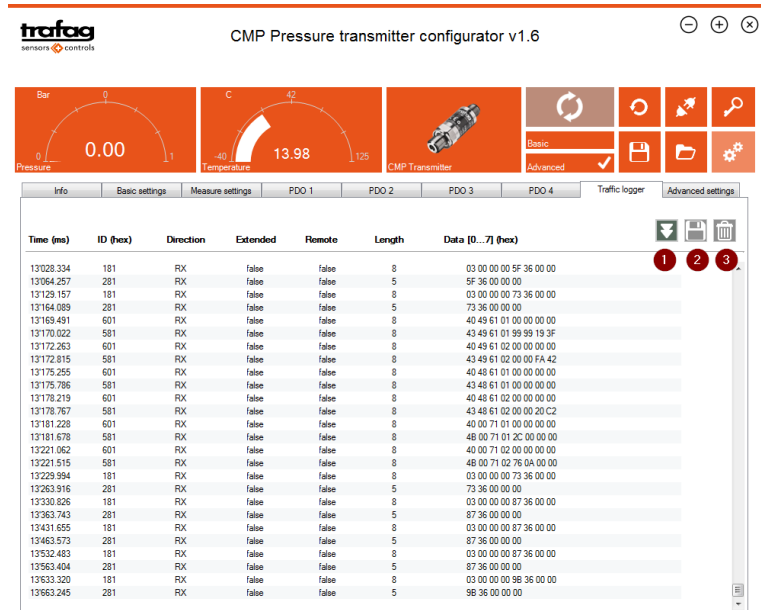 trafag
sensors controls
CMP Pressure transmitter configurator v1.6
Bar 0
0 0.00 1
Pressure
C 42
-40 13.98 125
Temperature
CMP Transmitter
Basic
Advanced
Info Basic settings Measure settings PDO 1 PDO 2 PDO 3 PDO 4 Traffic logger Advanced settings
Time (ms) ID (hex) Direction Extended Remote Length Data [0...7] (hex)
1 2 3
13'028.334 181 RX false false 8 03 00 00 00 5F 36 00 00
13'064.257 281 RX false false 5 5F 36 00 00 00
13'129.157 181 RX false false 8 03 00 00 00 73 36 00 00
13'164.089 281 RX false false 5 73 36 00 00 00
13'169.491 601 RX false false 8 40 49 61 01 00 00 00 00
13'170.022 581 RX false false 8 43 49 61 01 99 99 19 3F
13'172.263 601 RX false false 8 40 49 61 02 00 00 00 00
13'172.815 581 RX false false 8 43 49 61 02 00 00 FA 42
13'175.255 601 RX false false 8 40 48 61 01 00 00 00 00
13'175.786 581 RX false false 8 43 48 61 01 00 00 00 00
13'178.219 601 RX false false 8 40 48 61 02 00 00 00 00
13'178.767 581 RX false false 8 43 48 61 02 00 00 20 C2
13'181.228 601 RX false false 8 40 00 71 01 00 00 00 00
13'181.678 581 RX false false 8 4B 00 71 01 2C 00 00 00
13'221.062 601 RX false false 8 40 00 71 02 00 00 00 00
13'221.515 581 RX false false 8 4B 00 71 02 76 0A 00 00
13'229.994 181 RX false false 8 03 00 00 00 73 36 00 00
13'263.916 281 RX false false 5 73 36 00 00 00
13'330.826 181 RX false false 8 03 00 00 00 87 36 00 00
13'363.743 281 RX false false 5 87 36 00 00 00
13'431.655 181 RX false false 8 03 00 00 00 87 36 00 00
13'463.573 281 RX false false 5 87 36 00 00 00
13'532.483 181 RX false false 8 03 00 00 00 87 36 00 00
13'563.404 281 RX false false 5 87 36 00 00 00
13'633.320 181 RX false false 8 03 00 00 00 9B 36 00 00
13'663.245 281 RX false false 5 9B 36 00 00 00